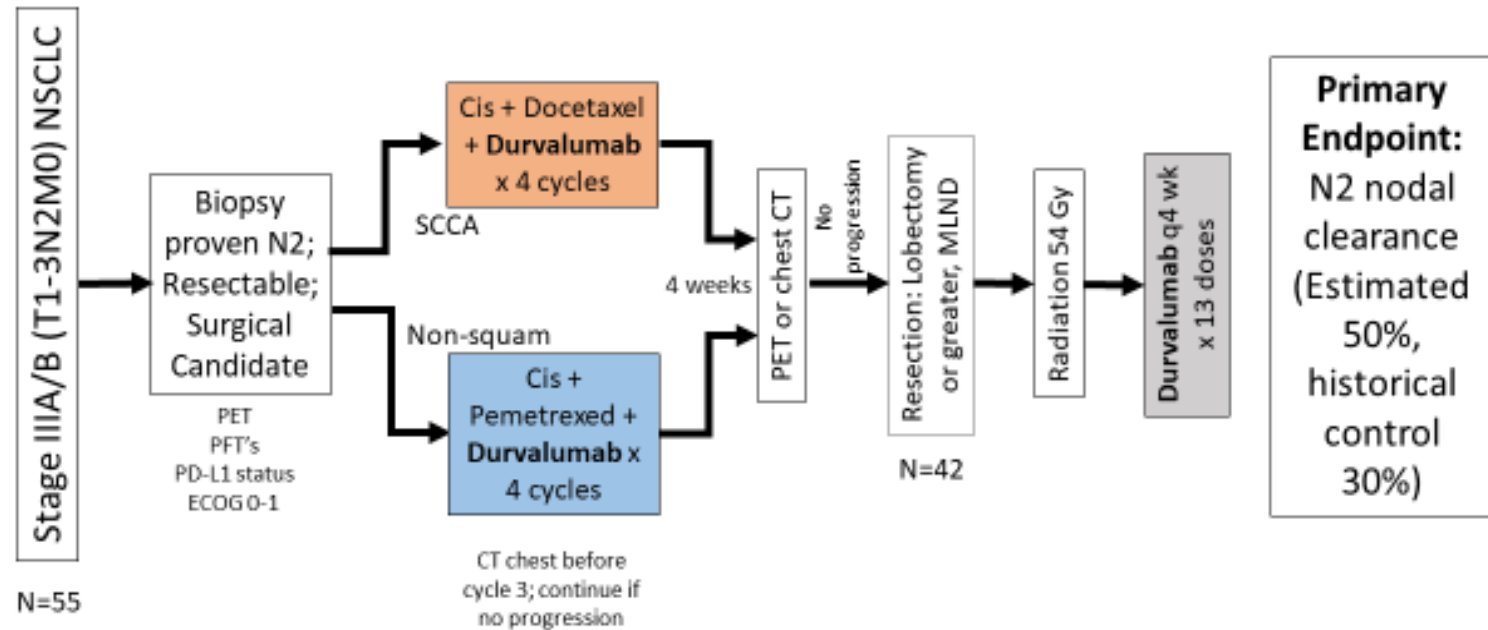 Stage IIIA/B (T1-3N2M0) NSCLC
N=55
Biopsy
proven N2;
Resectable;
Surgical
Candidate
PET
PFT's
PD-L1 status
ECOG 0-1
SCCA
Cis + Docetaxel
+ Durvalumab
x 4 cycles
Non-squam
Cis +
Pemetrexed +
Durvalumab x
4 cycles
CT chest before
cycle 3; continue if
no progression
4 weeks
PET or chest CT
No
progression
Resection: Lobectomy
or greater, MLND
N=42
Radiation 54 Gy
Durvalumab q4 wk
x 13 doses
Primary
Endpoint:
N2 nodal
clearance
(Estimated
50%,
historical
control
30%)